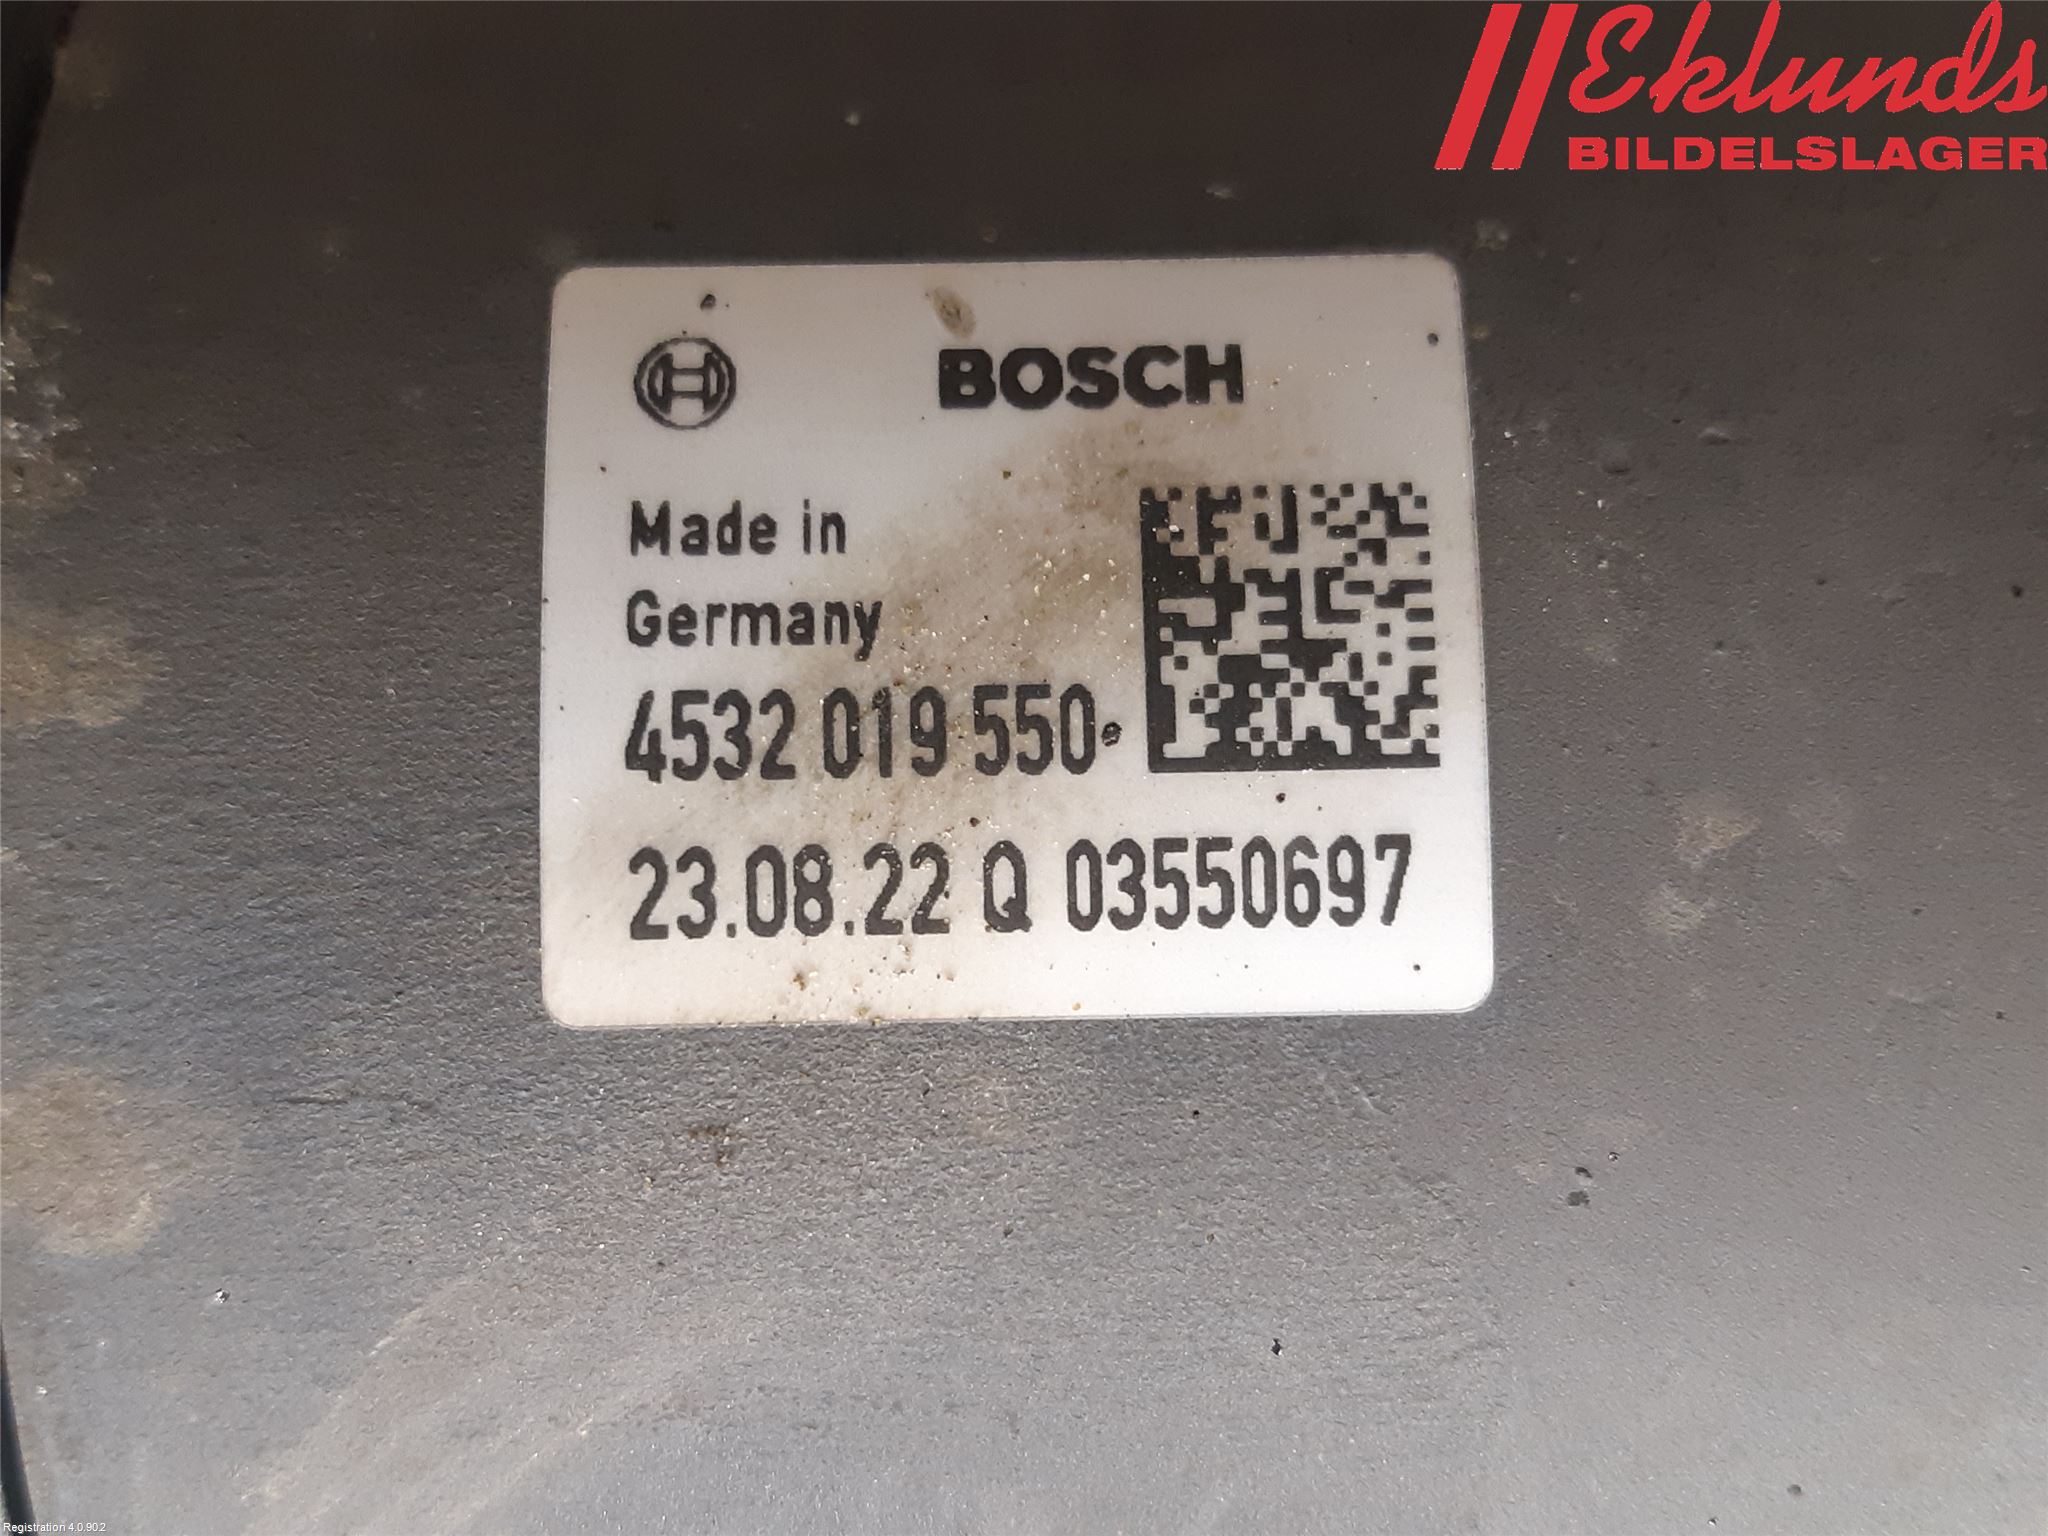 Eklunds
BILDELSLAGER
BOSCH
Made in
Germany
4532 019 550
23.08.22 Q 03550697
Registration 4.0.902